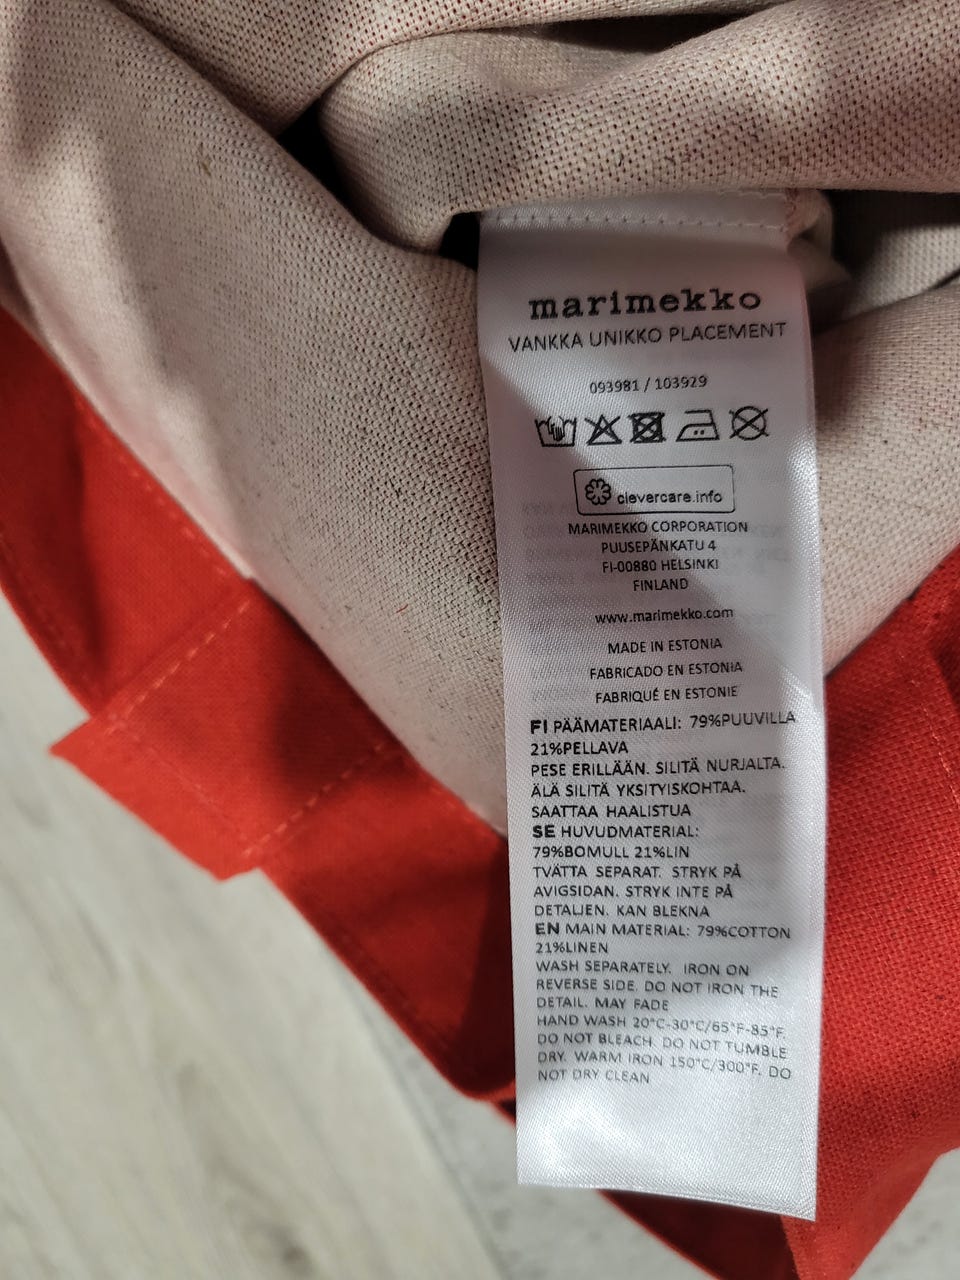 marimekko
VANKKA UNIKKO PLACEMENT
093981 / 103929
clevercare.info
MARIMEKKO CORPORATION
PUUSEPÄNKATU 4
FI-00880 HELSINKI
FINLAND
www.marimekko.com
MADE IN ESTONIA
FABRICADO EN ESTONIA
FABRIQUÉ EN ESTONIE
FI PÄÄMATERIAALI: 79%PUUVILLA
21%PELLAVA
PESE ERILLÄÄN. SILITÄ NURJALTA.
ÄLÄ SILITÄ YKSITYISKOHTAA.
SAATTAA HAALISTUA
SE HUVUDMATERIAL:
79%BOMULL 21%LIN
TVÄTTA SEPARAT. STRYK PÅ
AVIGSIDAN. STRYK INTE PÅ
DETALJEN. KAN BLEKNA
EN MAIN MATERIAL: 79%COTTON
21%LINEN
WASH SEPARATELY. IRON ON
REVERSE SIDE. DO NOT IRON THE
DETAIL. MAY FADE
HAND WASH 20°C-30°C/65°F-85°F.
DO NOT BLEACH. DO NOT TUMBLE
DRY. WARM IRON 150°C/300°F. DO
NOT DRY CLEAN